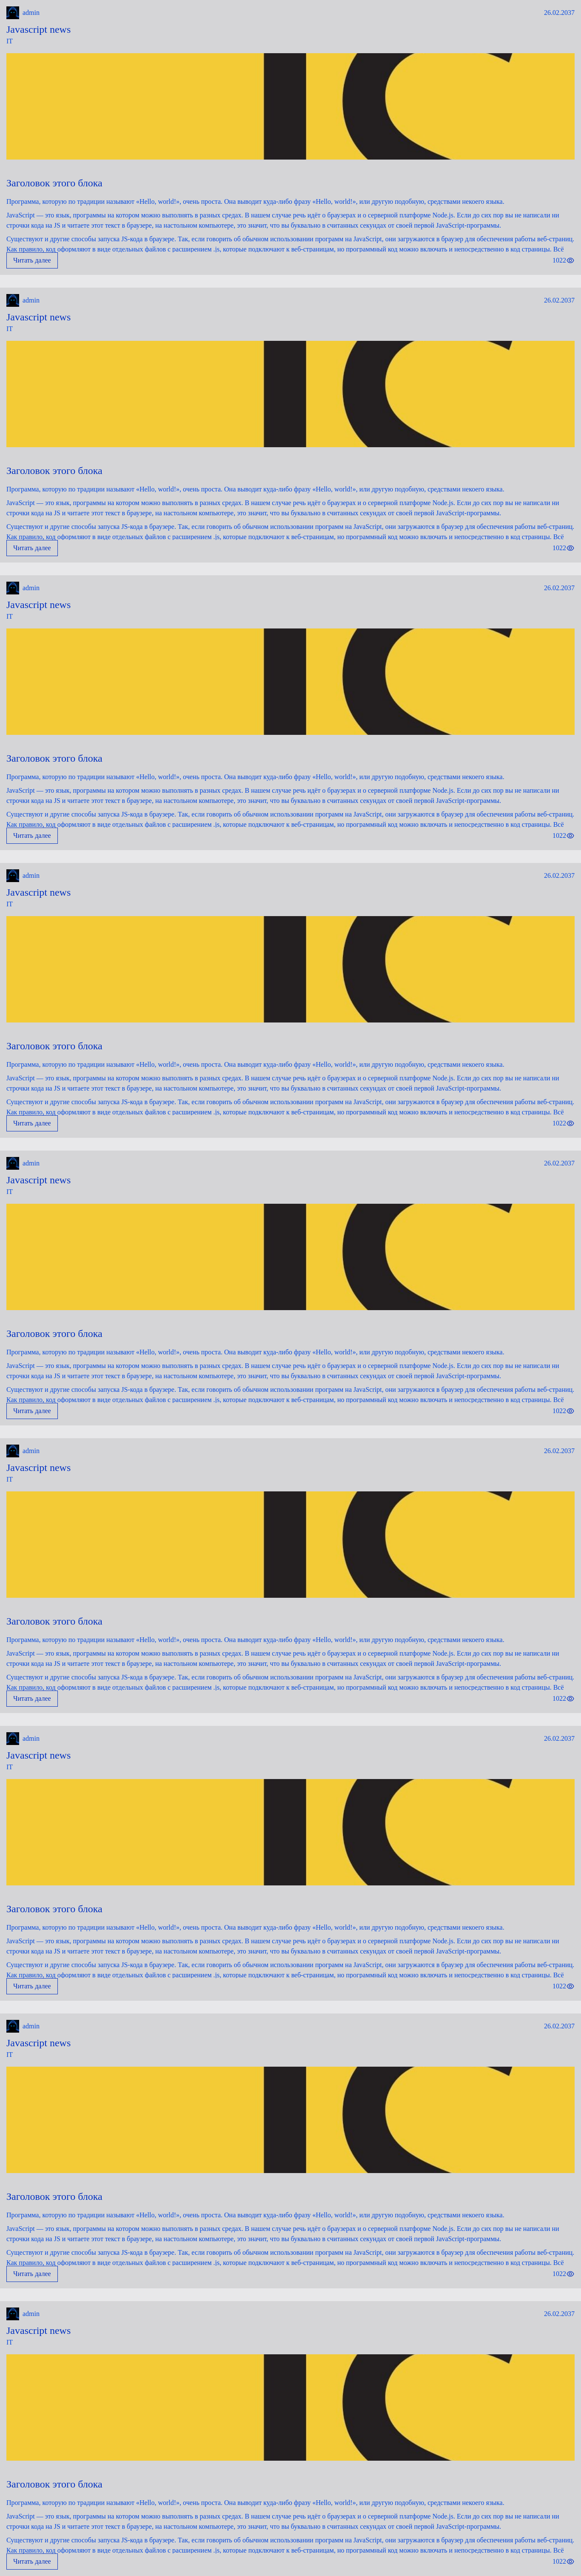 admin 26.02.2037
Javascript news
IT
Заголовок этого блока
Программа, которую по традиции называют «Hello, world!», очень проста. Она выводит куда-либо фразу «Hello, world!», или другую подобную, средствами некоего языка.
JavaScript — это язык, программы на котором можно выполнять в разных средах. В нашем случае речь идёт о браузерах и о серверной платформе Node.js. Если до сих пор вы не написали ни
строчки кода на JS и читаете этот текст в браузере, на настольном компьютере, это значит, что вы буквально в считанных секундах от своей первой JavaScript-программы.
Существуют и другие способы запуска JS-кода в браузере. Так, если говорить об обычном использовании программ на JavaScript, они загружаются в браузер для обеспечения работы веб-страниц.
Как правило, код оформляют в виде отдельных файлов с расширением .js, которые подключают к веб-страницам, но программный код можно включать и непосредственно в код страницы. Всё
Читать далее 1022
admin 26.02.2037
Javascript news
IT
Заголовок этого блока
Программа, которую по традиции называют «Hello, world!», очень проста. Она выводит куда-либо фразу «Hello, world!», или другую подобную, средствами некоего языка.
JavaScript — это язык, программы на котором можно выполнять в разных средах. В нашем случае речь идёт о браузерах и о серверной платформе Node.js. Если до сих пор вы не написали ни
строчки кода на JS и читаете этот текст в браузере, на настольном компьютере, это значит, что вы буквально в считанных секундах от своей первой JavaScript-программы.
Существуют и другие способы запуска JS-кода в браузере. Так, если говорить об обычном использовании программ на JavaScript, они загружаются в браузер для обеспечения работы веб-страниц.
Как правило, код оформляют в виде отдельных файлов с расширением .js, которые подключают к веб-страницам, но программный код можно включать и непосредственно в код страницы. Всё
Читать далее 1022
admin 26.02.2037
Javascript news
IT
Заголовок этого блока
Программа, которую по традиции называют «Hello, world!», очень проста. Она выводит куда-либо фразу «Hello, world!», или другую подобную, средствами некоего языка.
JavaScript — это язык, программы на котором можно выполнять в разных средах. В нашем случае речь идёт о браузерах и о серверной платформе Node.js. Если до сих пор вы не написали ни
строчки кода на JS и читаете этот текст в браузере, на настольном компьютере, это значит, что вы буквально в считанных секундах от своей первой JavaScript-программы.
Существуют и другие способы запуска JS-кода в браузере. Так, если говорить об обычном использовании программ на JavaScript, они загружаются в браузер для обеспечения работы веб-страниц.
Как правило, код оформляют в виде отдельных файлов с расширением .js, которые подключают к веб-страницам, но программный код можно включать и непосредственно в код страницы. Всё
Читать далее 1022
admin 26.02.2037
Javascript news
IT
Заголовок этого блока
Программа, которую по традиции называют «Hello, world!», очень проста. Она выводит куда-либо фразу «Hello, world!», или другую подобную, средствами некоего языка.
JavaScript — это язык, программы на котором можно выполнять в разных средах. В нашем случае речь идёт о браузерах и о серверной платформе Node.js. Если до сих пор вы не написали ни
строчки кода на JS и читаете этот текст в браузере, на настольном компьютере, это значит, что вы буквально в считанных секундах от своей первой JavaScript-программы.
Существуют и другие способы запуска JS-кода в браузере. Так, если говорить об обычном использовании программ на JavaScript, они загружаются в браузер для обеспечения работы веб-страниц.
Как правило, код оформляют в виде отдельных файлов с расширением .js, которые подключают к веб-страницам, но программный код можно включать и непосредственно в код страницы. Всё
Читать далее 1022
admin 26.02.2037
Javascript news
IT
Заголовок этого блока
Программа, которую по традиции называют «Hello, world!», очень проста. Она выводит куда-либо фразу «Hello, world!», или другую подобную, средствами некоего языка.
JavaScript — это язык, программы на котором можно выполнять в разных средах. В нашем случае речь идёт о браузерах и о серверной платформе Node.js. Если до сих пор вы не написали ни
строчки кода на JS и читаете этот текст в браузере, на настольном компьютере, это значит, что вы буквально в считанных секундах от своей первой JavaScript-программы.
Существуют и другие способы запуска JS-кода в браузере. Так, если говорить об обычном использовании программ на JavaScript, они загружаются в браузер для обеспечения работы веб-страниц.
Как правило, код оформляют в виде отдельных файлов с расширением .js, которые подключают к веб-страницам, но программный код можно включать и непосредственно в код страницы. Всё
Читать далее 1022
admin 26.02.2037
Javascript news
IT
Заголовок этого блока
Программа, которую по традиции называют «Hello, world!», очень проста. Она выводит куда-либо фразу «Hello, world!», или другую подобную, средствами некоего языка.
JavaScript — это язык, программы на котором можно выполнять в разных средах. В нашем случае речь идёт о браузерах и о серверной платформе Node.js. Если до сих пор вы не написали ни
строчки кода на JS и читаете этот текст в браузере, на настольном компьютере, это значит, что вы буквально в считанных секундах от своей первой JavaScript-программы.
Существуют и другие способы запуска JS-кода в браузере. Так, если говорить об обычном использовании программ на JavaScript, они загружаются в браузер для обеспечения работы веб-страниц.
Как правило, код оформляют в виде отдельных файлов с расширением .js, которые подключают к веб-страницам, но программный код можно включать и непосредственно в код страницы. Всё
Читать далее 1022
admin 26.02.2037
Javascript news
IT
Заголовок этого блока
Программа, которую по традиции называют «Hello, world!», очень проста. Она выводит куда-либо фразу «Hello, world!», или другую подобную, средствами некоего языка.
JavaScript — это язык, программы на котором можно выполнять в разных средах. В нашем случае речь идёт о браузерах и о серверной платформе Node.js. Если до сих пор вы не написали ни
строчки кода на JS и читаете этот текст в браузере, на настольном компьютере, это значит, что вы буквально в считанных секундах от своей первой JavaScript-программы.
Существуют и другие способы запуска JS-кода в браузере. Так, если говорить об обычном использовании программ на JavaScript, они загружаются в браузер для обеспечения работы веб-страниц.
Как правило, код оформляют в виде отдельных файлов с расширением .js, которые подключают к веб-страницам, но программный код можно включать и непосредственно в код страницы. Всё
Читать далее 1022
admin 26.02.2037
Javascript news
IT
Заголовок этого блока
Программа, которую по традиции называют «Hello, world!», очень проста. Она выводит куда-либо фразу «Hello, world!», или другую подобную, средствами некоего языка.
JavaScript — это язык, программы на котором можно выполнять в разных средах. В нашем случае речь идёт о браузерах и о серверной платформе Node.js. Если до сих пор вы не написали ни
строчки кода на JS и читаете этот текст в браузере, на настольном компьютере, это значит, что вы буквально в считанных секундах от своей первой JavaScript-программы.
Существуют и другие способы запуска JS-кода в браузере. Так, если говорить об обычном использовании программ на JavaScript, они загружаются в браузер для обеспечения работы веб-страниц.
Как правило, код оформляют в виде отдельных файлов с расширением .js, которые подключают к веб-страницам, но программный код можно включать и непосредственно в код страницы. Всё
Читать далее 1022
admin 26.02.2037
Javascript news
IT
Заголовок этого блока
Программа, которую по традиции называют «Hello, world!», очень проста. Она выводит куда-либо фразу «Hello, world!», или другую подобную, средствами некоего языка.
JavaScript — это язык, программы на котором можно выполнять в разных средах. В нашем случае речь идёт о браузерах и о серверной платформе Node.js. Если до сих пор вы не написали ни
строчки кода на JS и читаете этот текст в браузере, на настольном компьютере, это значит, что вы буквально в считанных секундах от своей первой JavaScript-программы.
Существуют и другие способы запуска JS-кода в браузере. Так, если говорить об обычном использовании программ на JavaScript, они загружаются в браузер для обеспечения работы веб-страниц.
Как правило, код оформляют в виде отдельных файлов с расширением .js, которые подключают к веб-страницам, но программный код можно включать и непосредственно в код страницы. Всё
Читать далее 1022